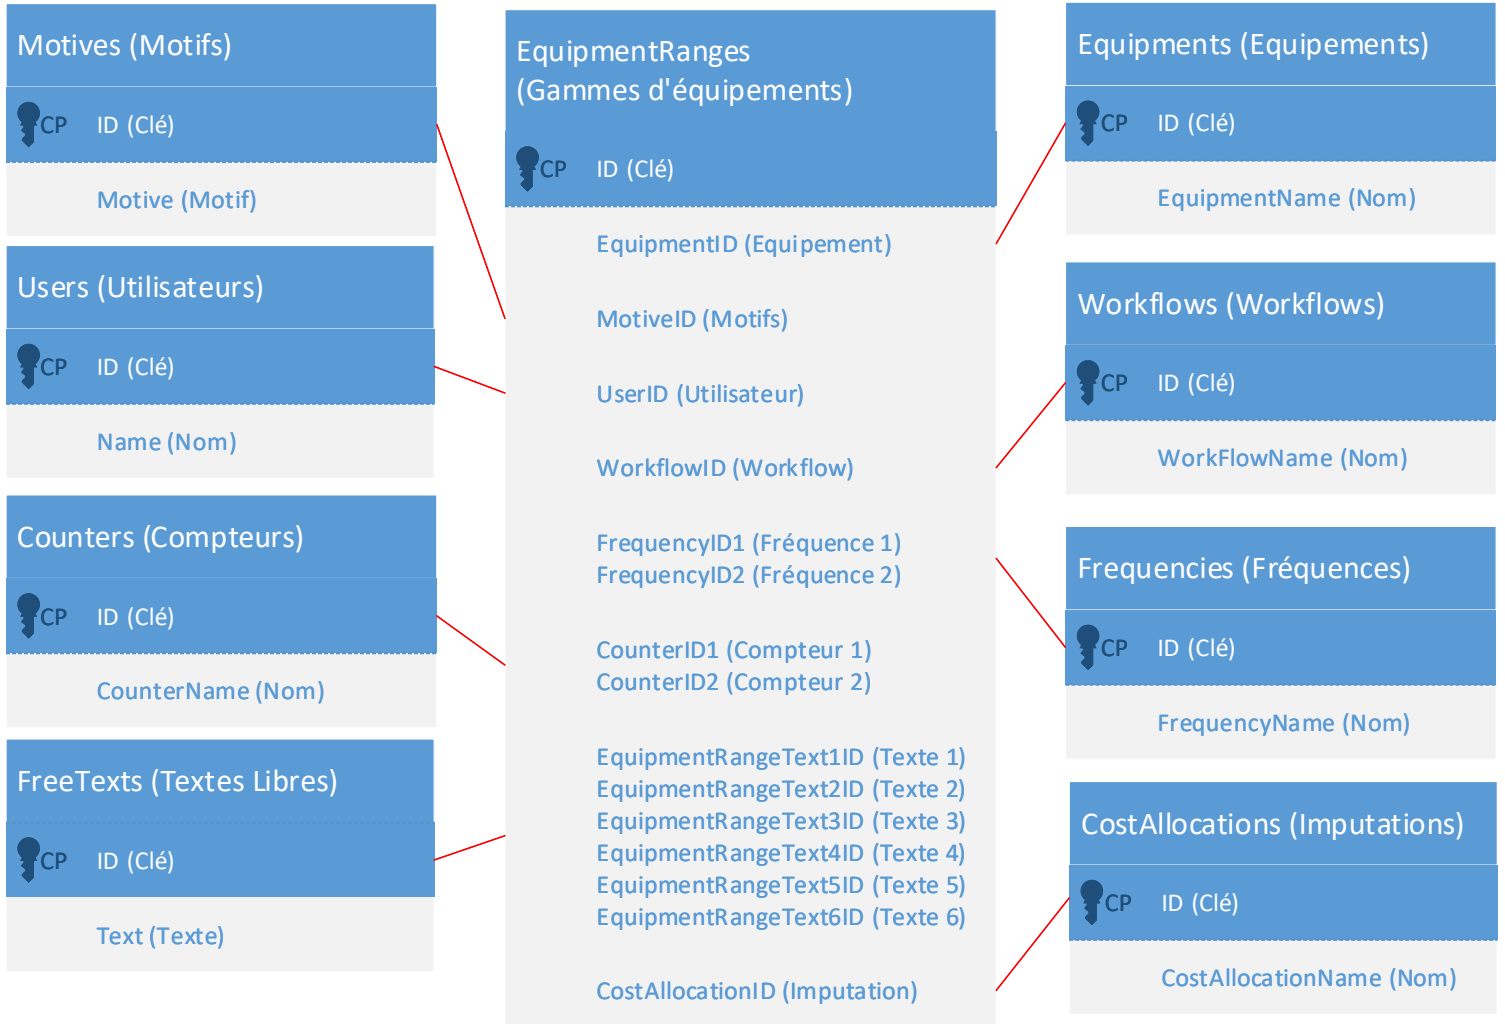 Motives (Motifs)
CP ID (Clé)
Motive (Motif)
Users (Utilisateurs)
CP ID (Clé)
Name (Nom)
Counters (Compteurs)
CP ID (Clé)
CounterName (Nom)
FreeTexts (Textes Libres)
CP ID (Clé)
Text (Texte)
EquipmentRanges
(Gammes d'équipements)
CP ID (Clé)
EquipmentID (Equipement)
MotiveID (Motifs)
UserID (Utilisateur)
WorkflowID (Workflow)
FrequencyID1 (Fréquence 1)
FrequencyID2 (Fréquence 2)
CounterID1 (Compteur 1)
CounterID2 (Compteur 2)
EquipmentRangeText1ID (Texte 1)
EquipmentRangeText2ID (Texte 2)
EquipmentRangeText3ID (Texte 3)
EquipmentRangeText4ID (Texte 4)
EquipmentRangeText5ID (Texte 5)
EquipmentRangeText6ID (Texte 6)
CostAllocationID (Imputation)
Equipments (Equipements)
CP ID (Clé)
EquipmentName (Nom)
Workflows (Workflows)
CP ID (Clé)
WorkFlowName (Nom)
Frequencies (Fréquences)
CP ID (Clé)
FrequencyName (Nom)
CostAllocations (Imputations)
CP ID (Clé)
CostAllocationName (Nom)